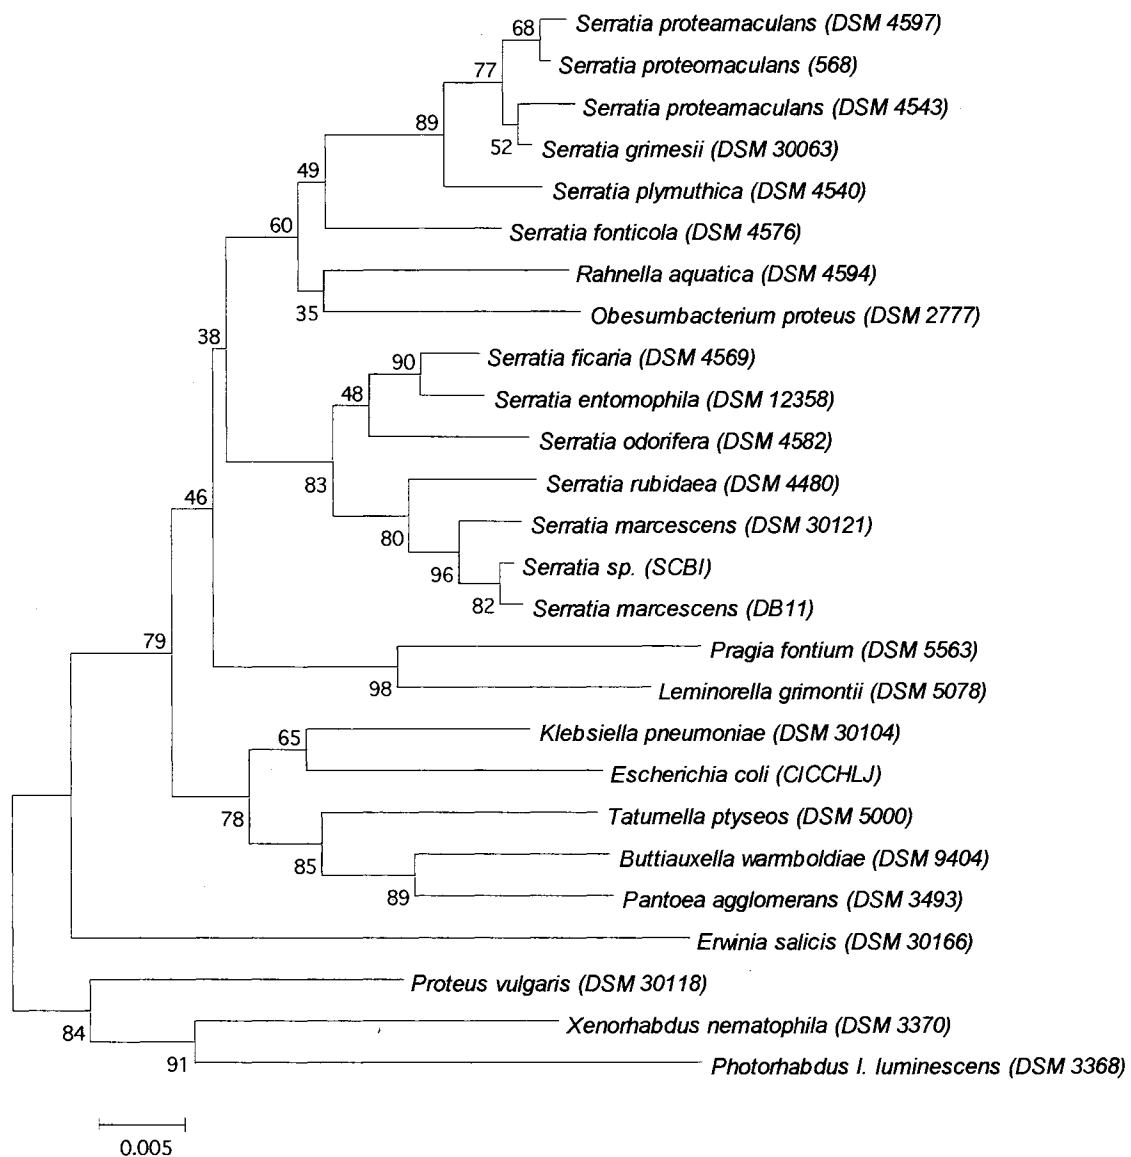 68 Serratia proteamaculans (DSM 4597)
77 Serratia proteomaculans (568)
89 Serratia proteamaculans (DSM 4543)
52 Serratia grimesii (DSM 30063)
49 Serratia plymuthica (DSM 4540)
60 Serratia fonticola (DSM 4576)
Rahnella aquatica (DSM 4594)
35 Obesumbacterium proteus (DSM 2777)
38
90 Serratia ficaria (DSM 4569)
48 Serratia entomophila (DSM 12358)
Serratia odorifera (DSM 4582)
83 Serratia rubidaea (DSM 4480)
46
80 Serratia marcescens (DSM 30121)
96 Serratia sp. (SCBI)
82 Serratia marcescens (DB11)
79 Pragia fontium (DSM 5563)
98 Leminorella grimontii (DSM 5078)
65 Klebsiella pneumoniae (DSM 30104)
Escherichia coli (CICCHLJ)
78 Tatumella ptyseos (DSM 5000)
85 Buttiauxella warmboldiae (DSM 9404)
89 Pantoea agglomerans (DSM 3493)
Erwinia salicis (DSM 30166)
Proteus vulgaris (DSM 30118)
84 Xenorhabdus nematophila (DSM 3370)
91 Photorhabdus l. luminescens (DSM 3368)
0.005